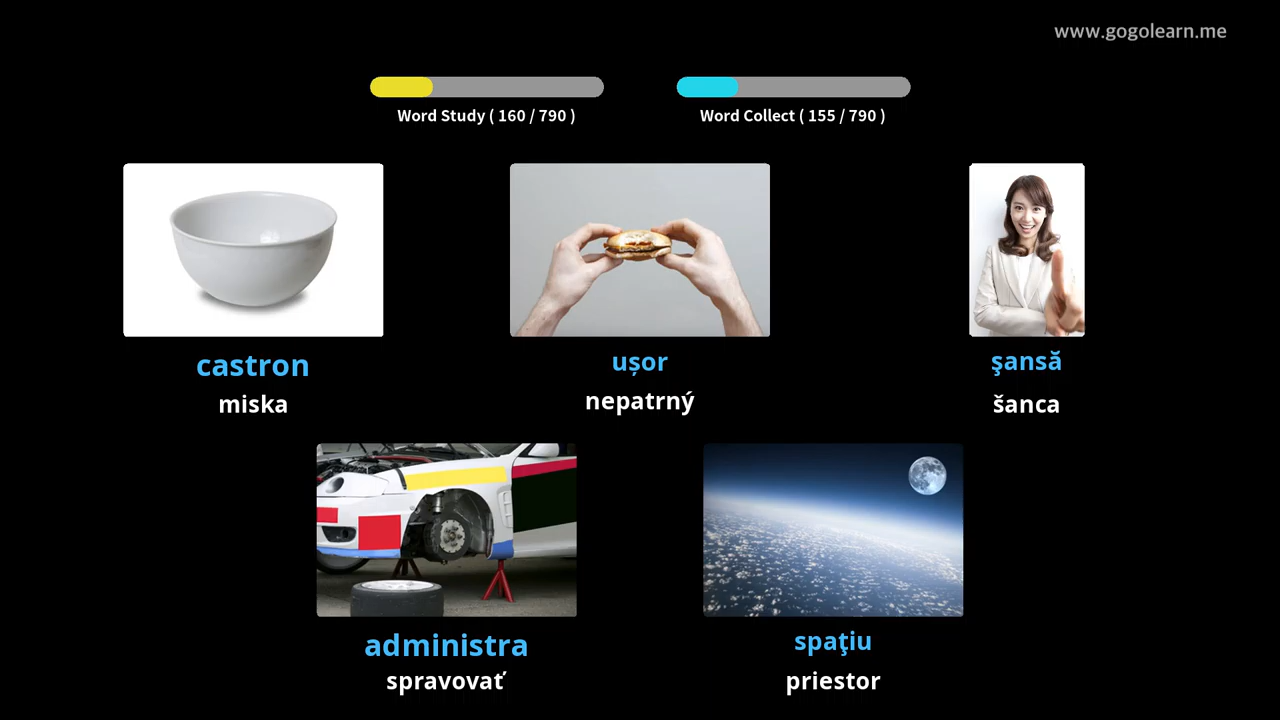 www.gogolearn.me
Word Study ( 160 / 790 )
Word Collect ( 155 / 790 )
castron
miska
ușor
nepatrný
şansă
šanca
administra
spravovať
spaţiu
priestor